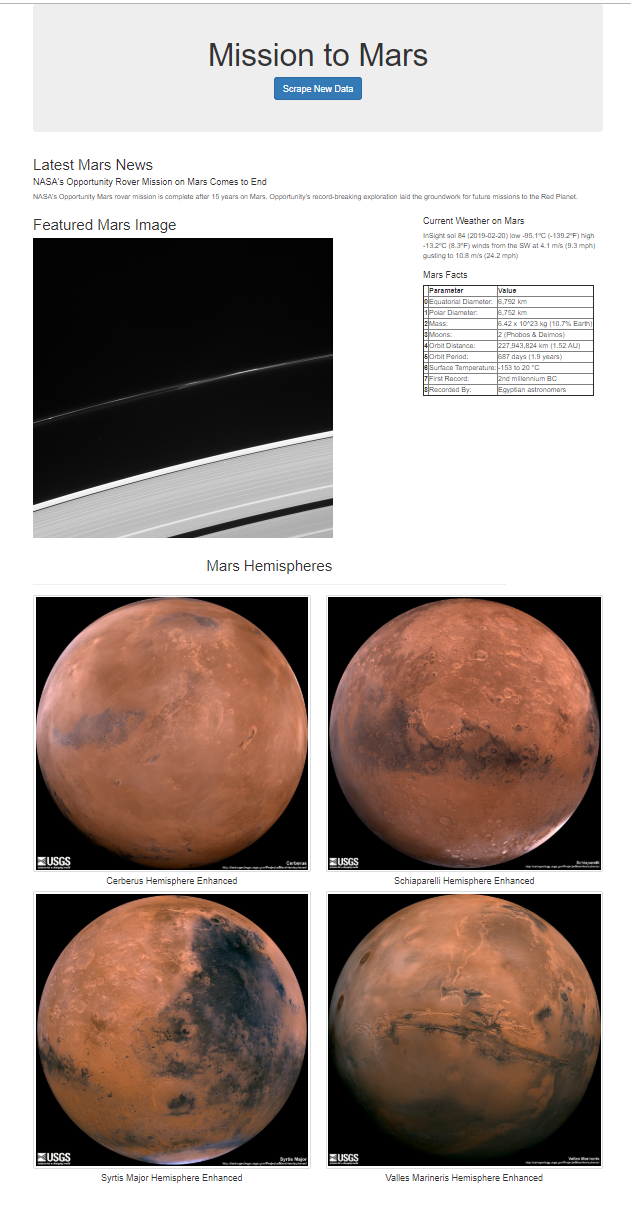 Mission to Mars
Scrape New Data
Latest Mars News
NASA's Opportunity Rover Mission on Mars Comes to End
NASA's Opportunity Mars rover mission is complete after 15 years on Mars. Opportunity's record-breaking exploration laid the groundwork for future missions to the Red Planet.
Featured Mars Image
Current Weather on Mars
InSight sol 84 (2019-02-20) low -95.1ºC (-139.2ºF) high
-13.2ºC (8.3ºF) winds from the SW at 4.1 m/s (9.3 mph)
gusting to 10.8 m/s (24.2 mph)
Mars Facts
Parameter Value
0 Equatorial Diameter: 6,792 km
1 Polar Diameter: 6,752 km
2 Mass: 6.42 x 10^23 kg (10.7% Earth)
3 Moons: 2 (Phobos & Deimos)
4 Orbit Distance: 227,943,824 km (1.52 AU)
5 Orbit Period: 687 days (1.9 years)
6 Surface Temperature: -153 to 20 °C
7 First Record: 2nd millennium BC
8 Recorded By: Egyptian astronomers
Mars Hemispheres
USGS
Cerberus
USGS
Schiaparelli
Cerberus Hemisphere Enhanced
Schiaparelli Hemisphere Enhanced
USGS
Syrtis Major
USGS
Valles Marineris
Syrtis Major Hemisphere Enhanced
Valles Marineris Hemisphere Enhanced